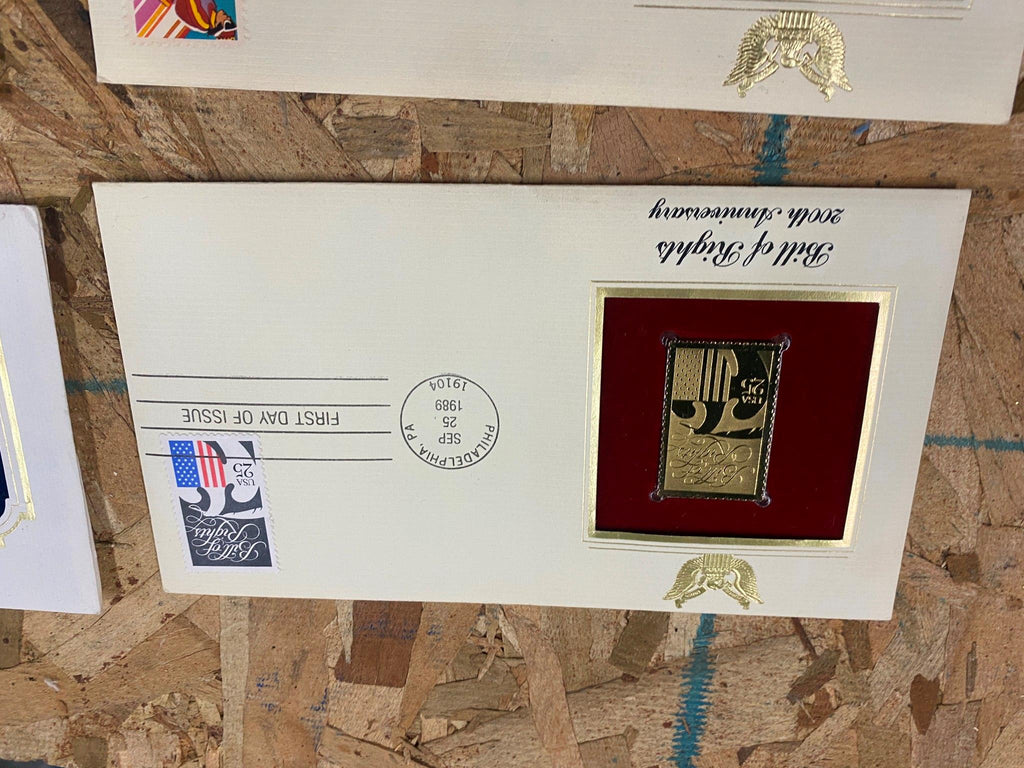 Bill of Rights
200th Anniversary
PHILADELPHIA, PA
SEP
25
1989
19104
FIRST DAY OF ISSUE
Bill of
Rights
USA
25
Bill of
Rights
USA
25